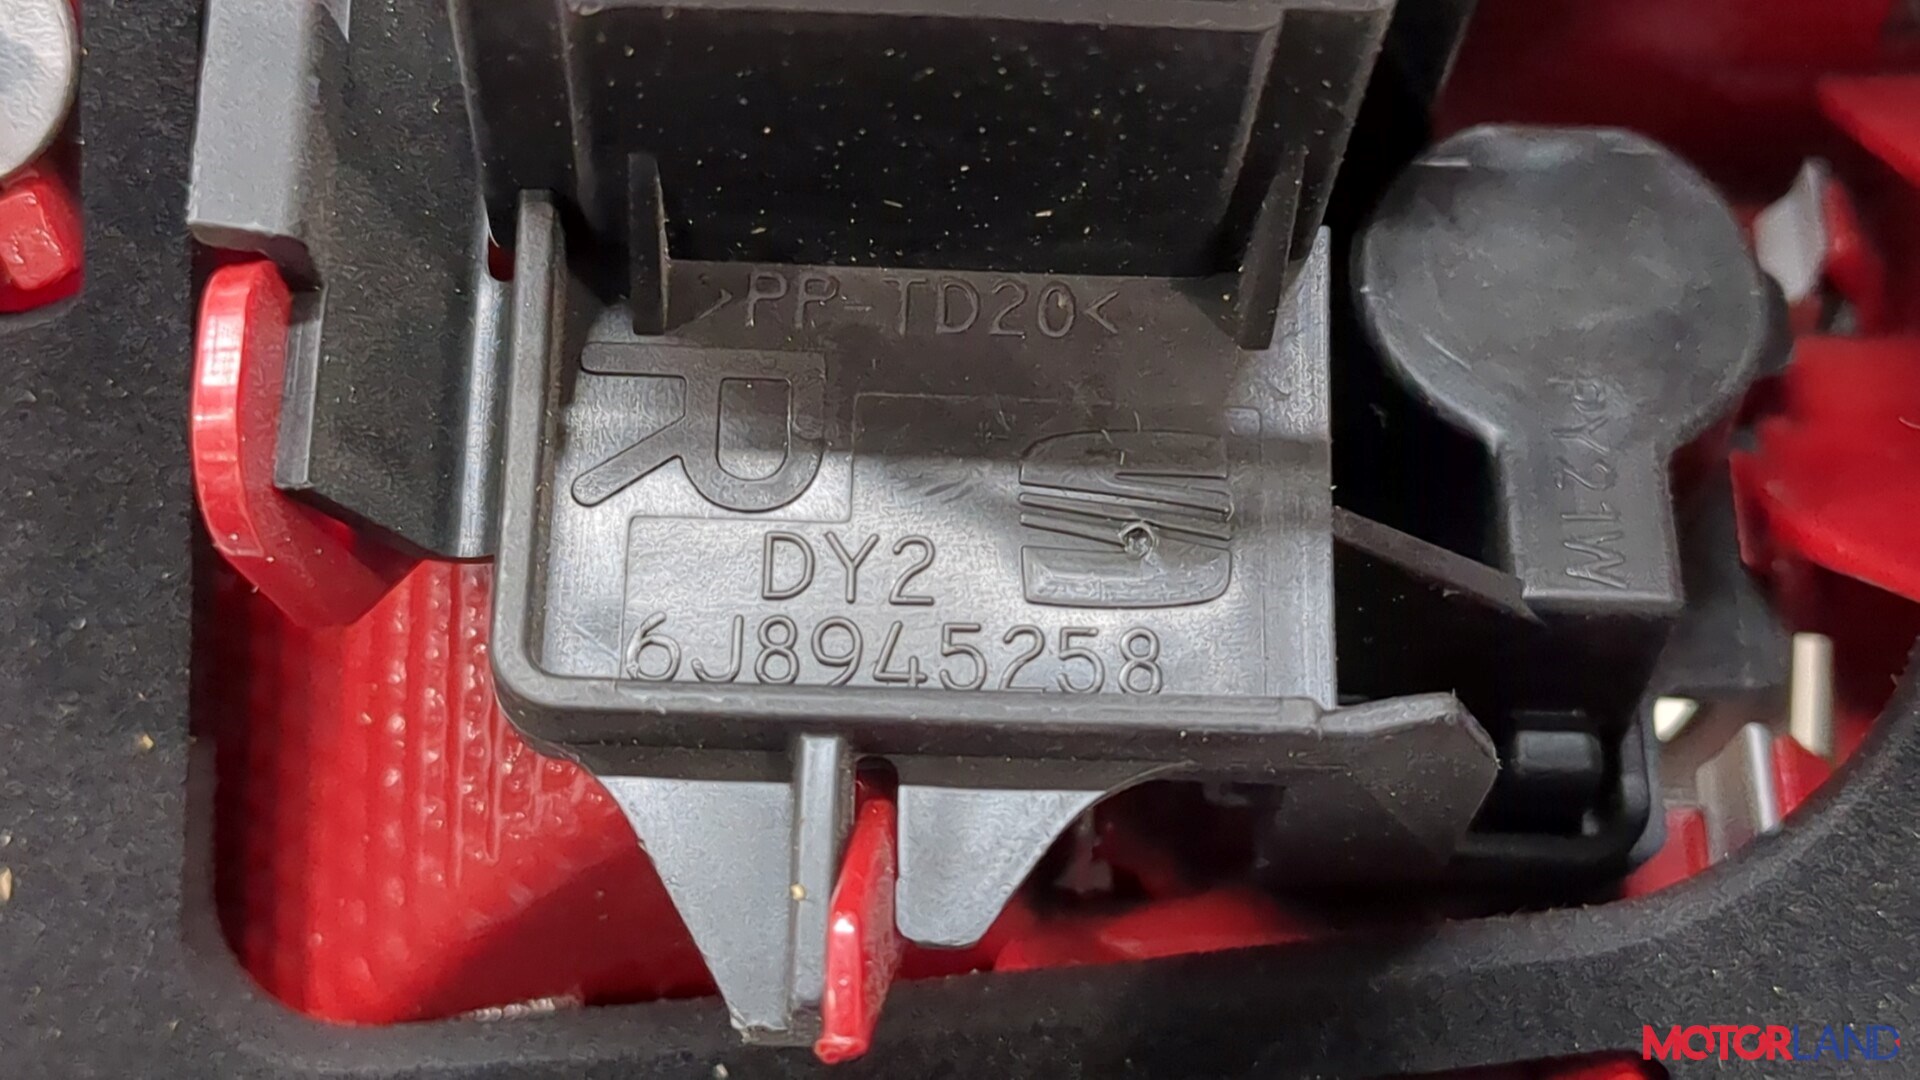 >PP-TD20<
R
DY2
6J8945258
PY21W
MOTORLAND